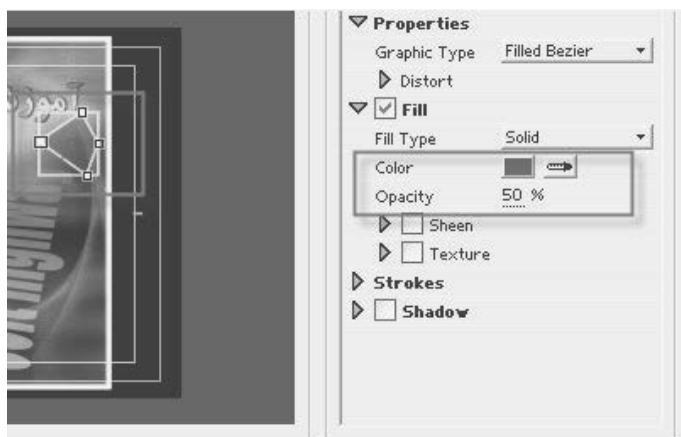 Properties
Graphic Type Filled Bezier
Distort
Fill
Fill Type Solid
Color
Opacity 50 %
Sheen
Texture
Strokes
Shadow